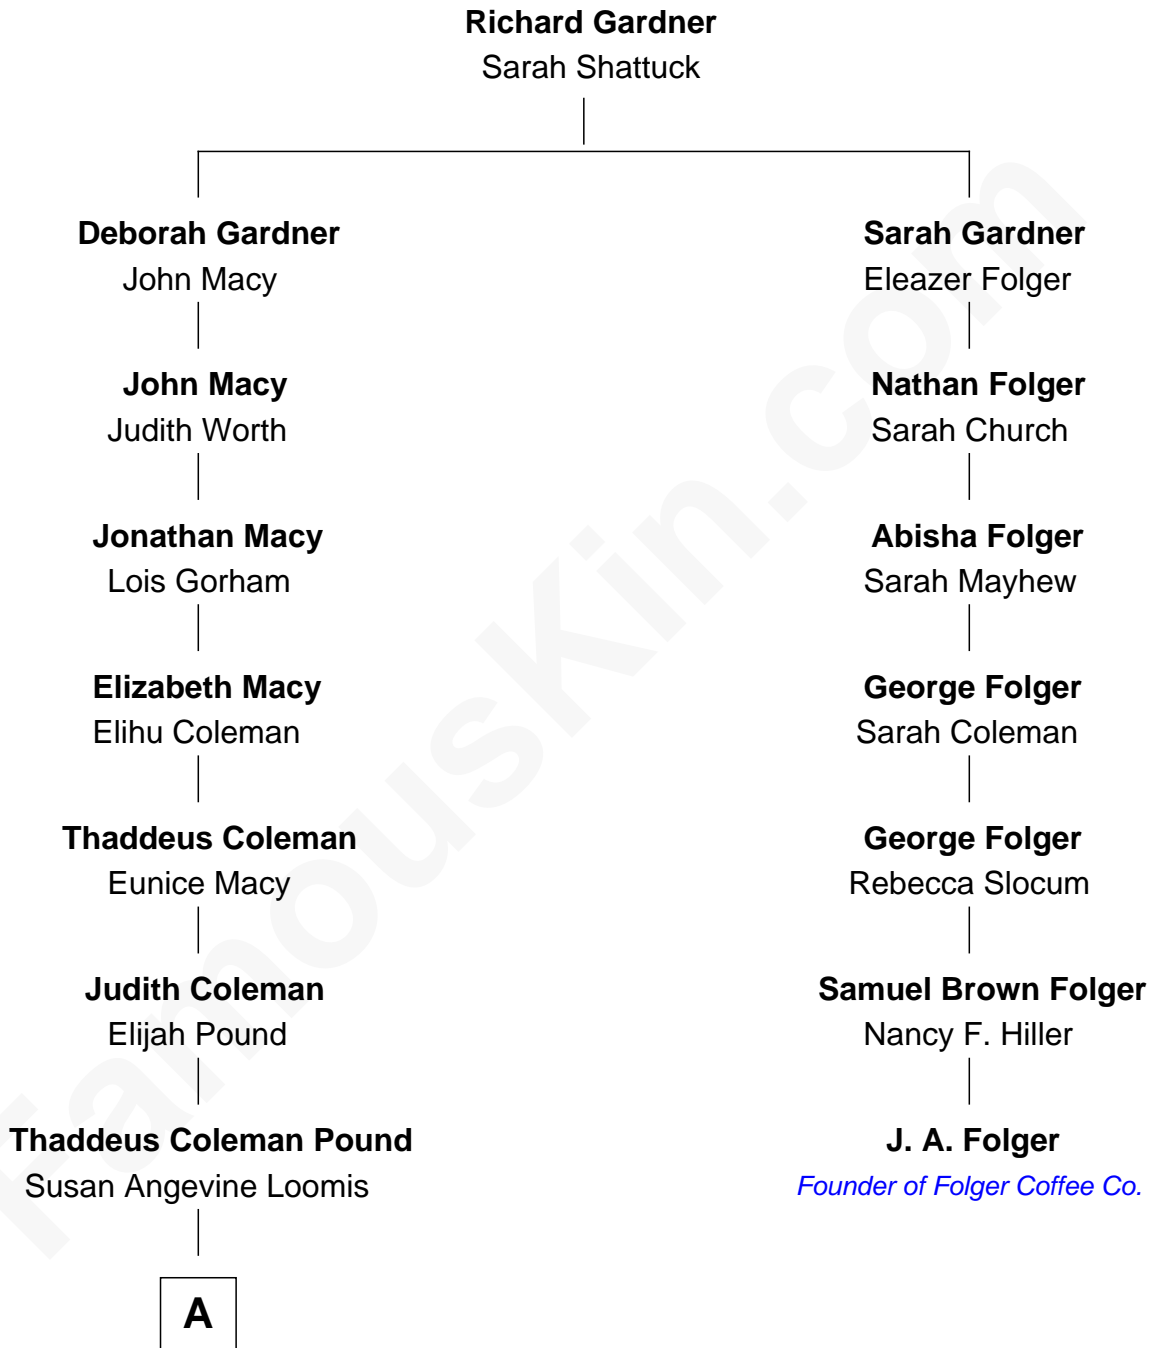 Richard Gardner
Sarah Shattuck
Deborah Gardner
John Macy
Sarah Gardner
Eleazer Folger
John Macy
Judith Worth
Nathan Folger
Sarah Church
Jonathan Macy
Lois Gorham
Abisha Folger
Sarah Mayhew
Elizabeth Macy
Elihu Coleman
George Folger
Sarah Coleman
Thaddeus Coleman
Eunice Macy
George Folger
Rebecca Slocum
Judith Coleman
Elijah Pound
Samuel Brown Folger
Nancy F. Hiller
Thaddeus Coleman Pound
Susan Angevine Loomis
J. A. Folger
Founder of Folger Coffee Co.
A
FamousKin.com